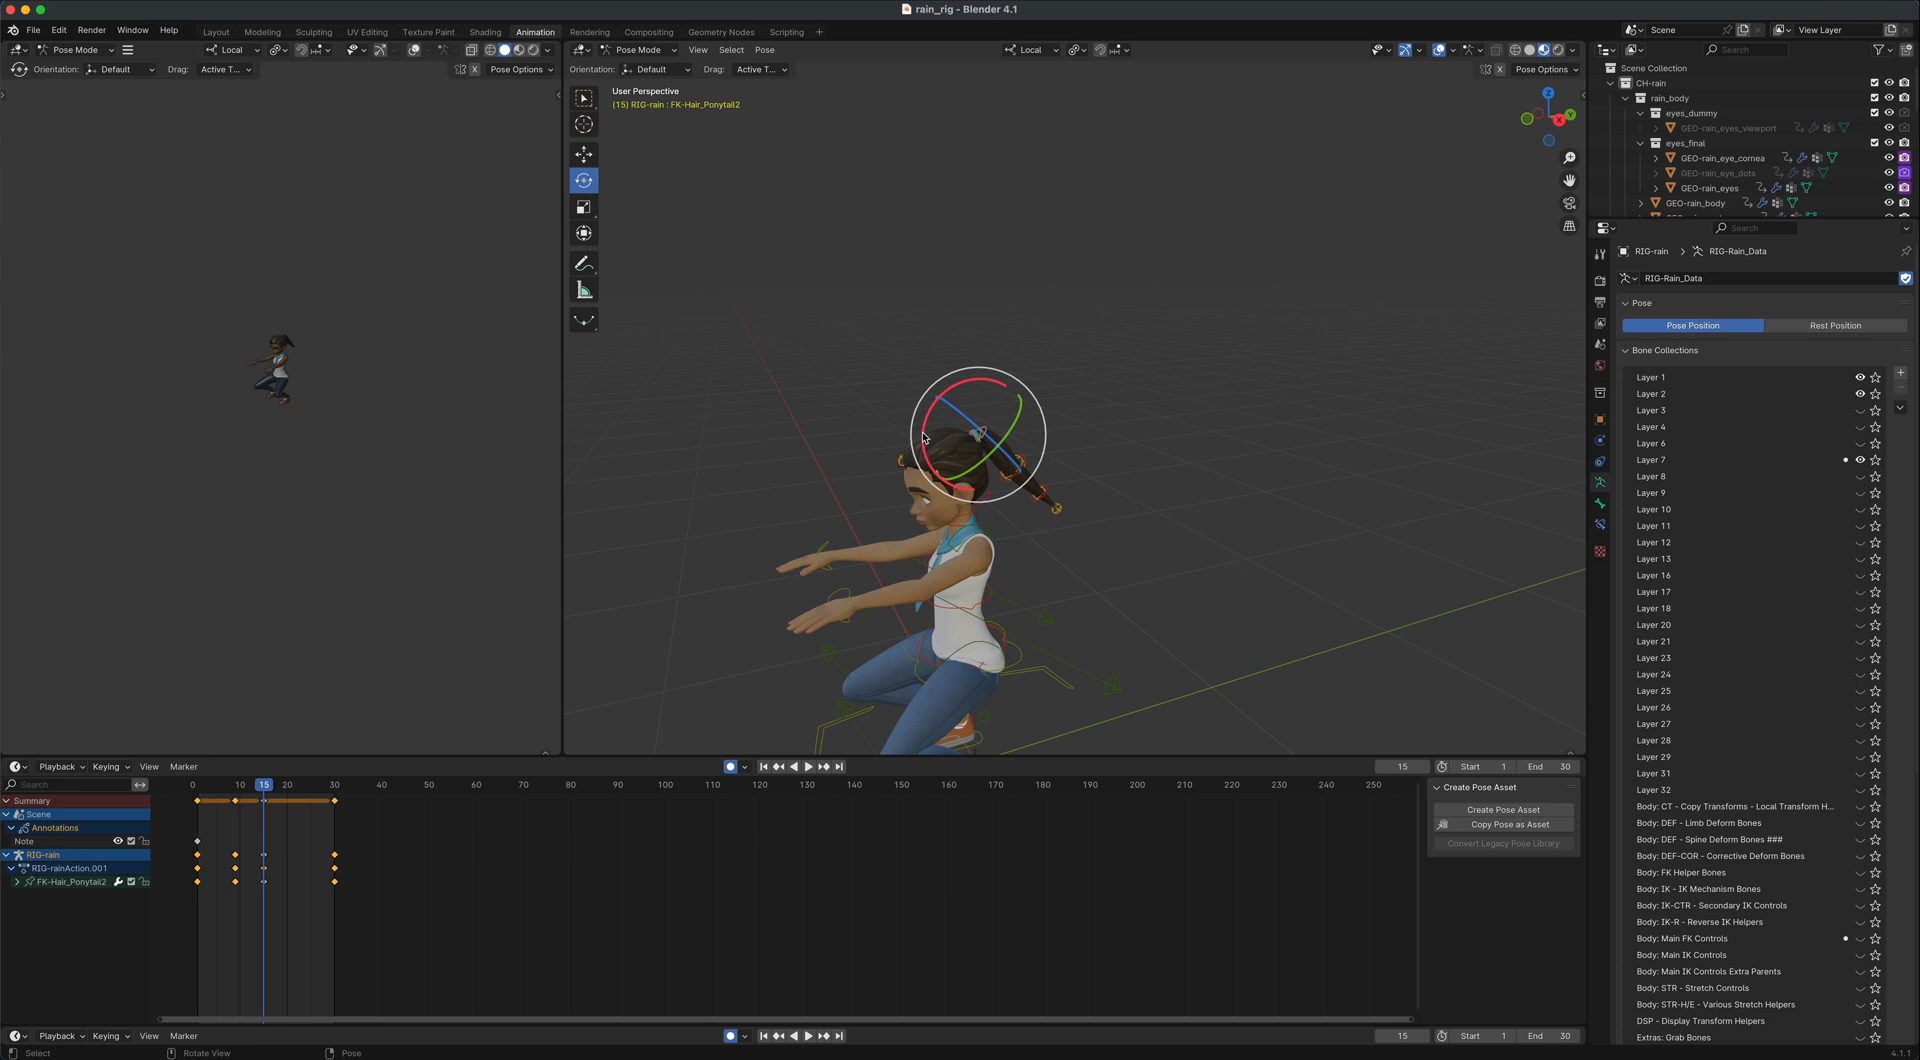 rain_rig - Blender 4.1
File Edit Render Window Help Layout Modeling Sculpting UV Editing Texture Paint Shading Animation Rendering Compositing Geometry Nodes Scripting + Scene View Layer
Pose Mode Local Pose Mode View Select Pose Local Search
Orientation: Default Drag: Active T... X Pose Options Orientation: Default Drag: Active T... X Pose Options
User Perspective
(15) RIG-rain : FK-Hair_Ponytail2
Z
Y
X
Scene Collection
CH-rain
rain_body
eyes_dummy
GEO-rain_eyes_viewport
eyes_final
GEO-rain_eye_cornea
GEO-rain_eye_dots
GEO-rain_eyes
GEO-rain_body
Search
RIG-rain > RIG-Rain_Data
RIG-Rain_Data
Pose
Pose Position Rest Position
Bone Collections
Layer 1
Layer 2
Layer 3
Layer 4
Layer 6
Layer 7
Layer 8
Layer 9
Layer 10
Layer 11
Layer 12
Layer 13
Layer 16
Layer 17
Layer 18
Layer 20
Layer 21
Layer 23
Layer 24
Layer 25
Layer 26
Layer 27
Layer 28
Layer 29
Layer 31
Layer 32
Body: CT - Copy Transforms - Local Transform H...
Body: DEF - Limb Deform Bones
Body: DEF - Spine Deform Bones ###
Body: DEF-COR - Corrective Deform Bones
Body: FK Helper Bones
Body: IK - IK Mechanism Bones
Body: IK-CTR - Secondary IK Controls
Body: IK-R - Reverse IK Helpers
Body: Main FK Controls
Body: Main IK Controls
Body: Main IK Controls Extra Parents
Body: STR - Stretch Controls
Body: STR-H/E - Various Stretch Helpers
DSP - Display Transform Helpers
Extras: Grab Bones
Playback Keying View Marker 15 Start 1 End 30
Search 0 10 15 20 30 40 50 60 70 80 90 100 110 120 130 140 150 160 170 180 190 200 210 220 230 240 250
Summary
Scene
Annotations
Note
RIG-rain
RIG-rainAction.001
FK-Hair_Ponytail2
Create Pose Asset
Create Pose Asset
Copy Pose as Asset
Convert Legacy Pose Library
Playback Keying View Marker 15 Start 1 End 30
Select Rotate View Pose 4.1.1